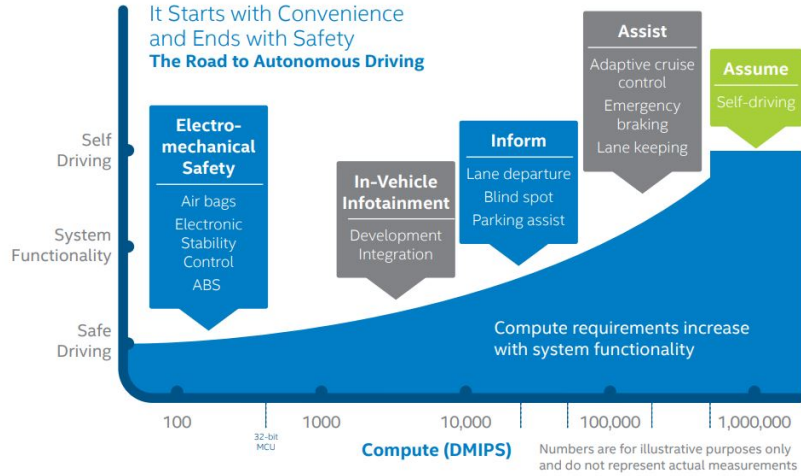 It Starts with Convenience
and Ends with Safety
The Road to Autonomous Driving
Self
Driving
System
Functionality
Safe
Driving
Electro-
mechanical
Safety
Air bags
Electronic
Stability
Control
ABS
In-Vehicle
Infotainment
Development
Integration
Inform
Lane departure
Blind spot
Parking assist
Assist
Adaptive cruise
control
Emergency
braking
Lane keeping
Assume
Self-driving
Compute requirements increase
with system functionality
100
32-bit
MCU
1000
10,000
100,000
1,000,000
Compute (DMIPS)
Numbers are for illustrative purposes only
and do not represent actual measurements